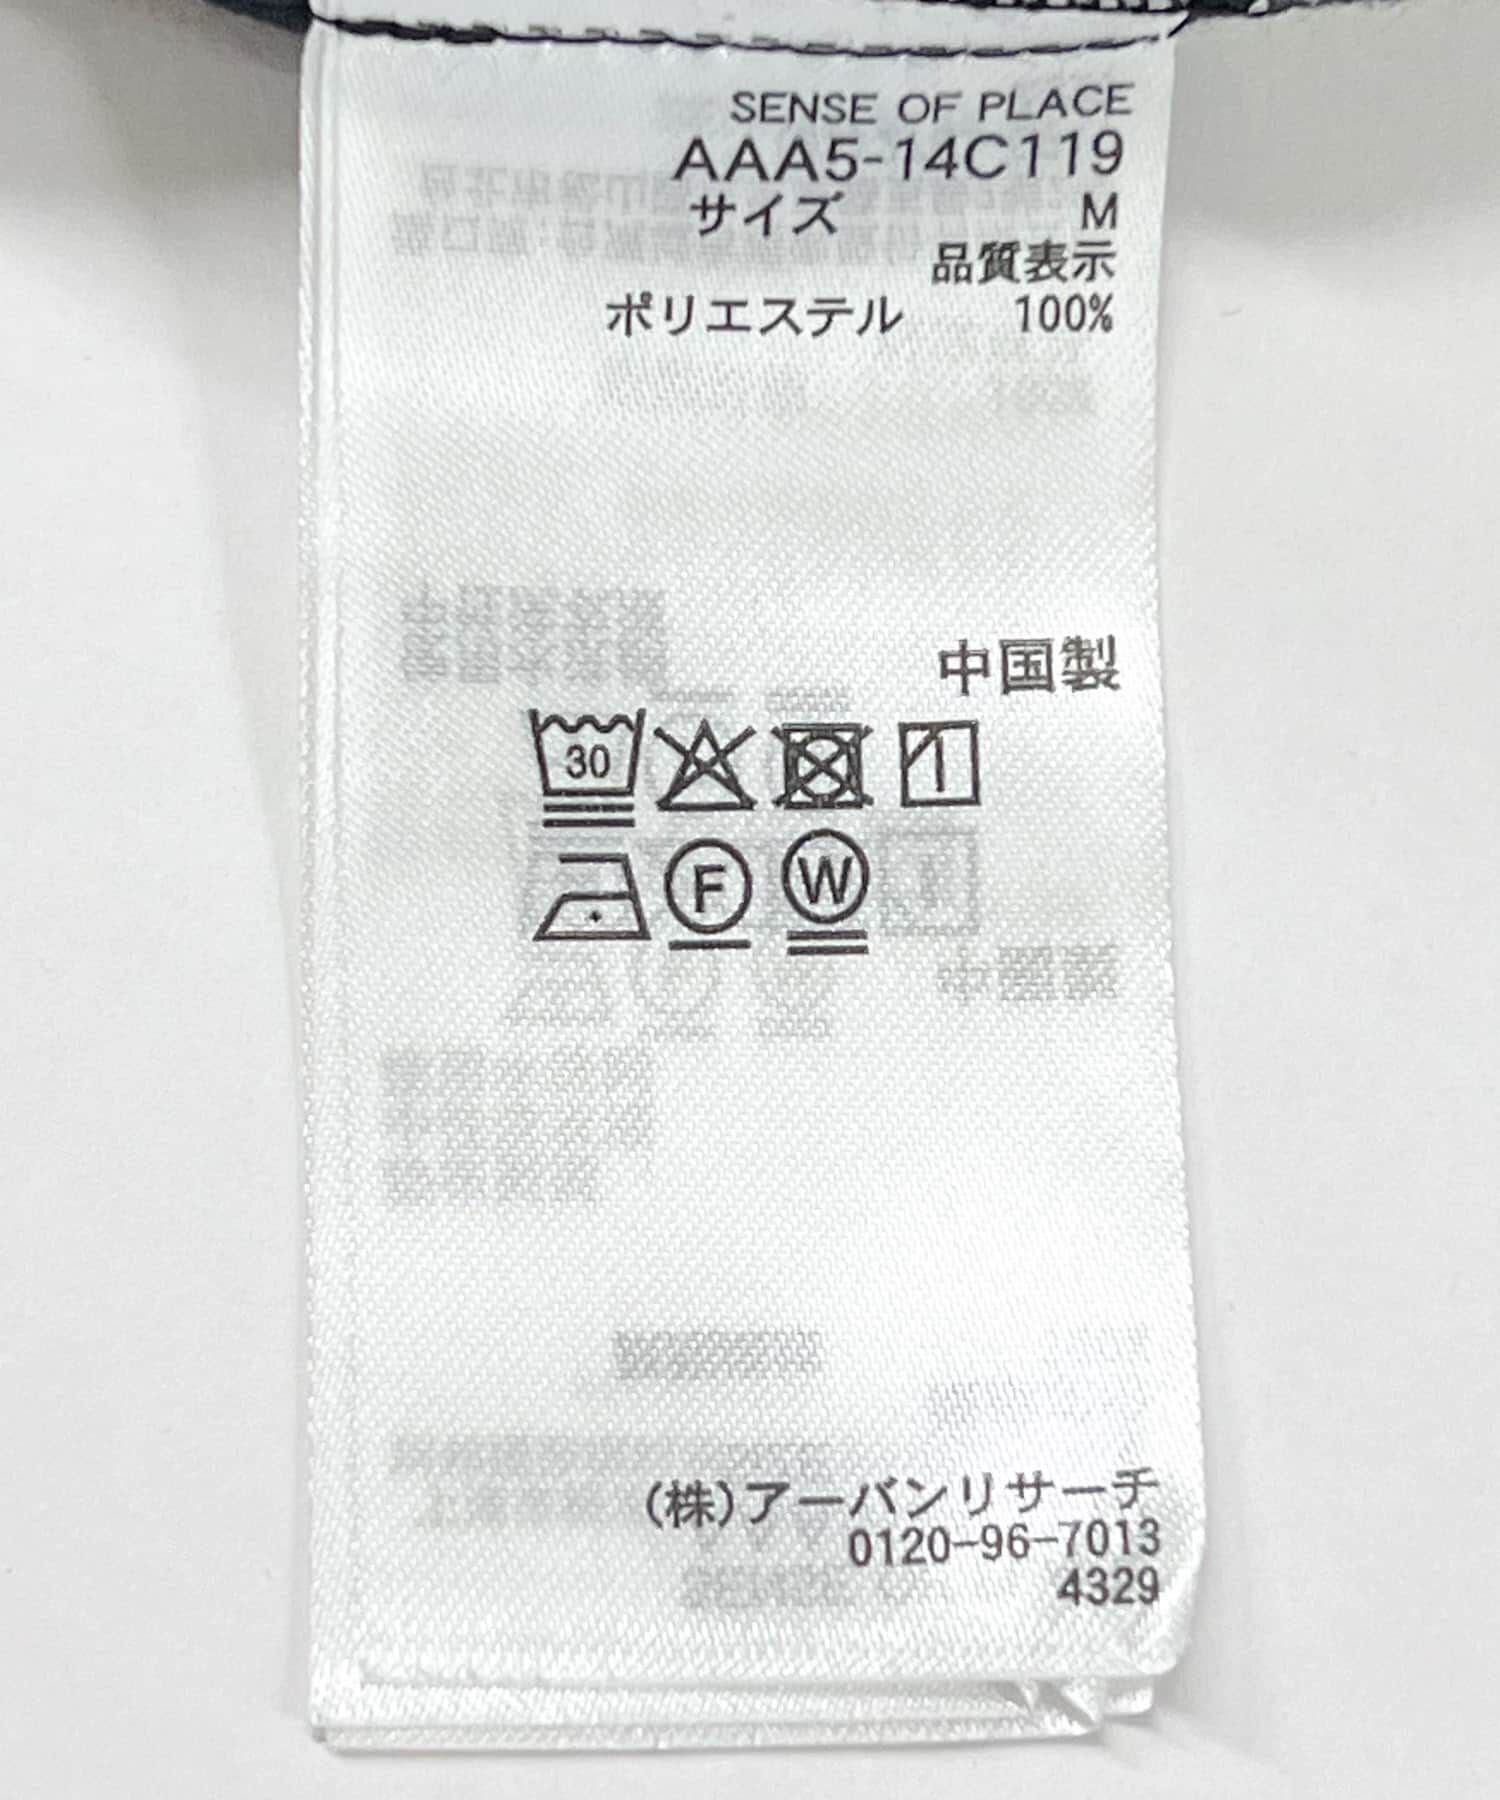 SENSE OF PLACE
AAA5-14C119
サイズ M
品質表示
ポリエステル 100%
中国製
30
F W
(株)アーバンリサーチ
0120-96-7013
4329